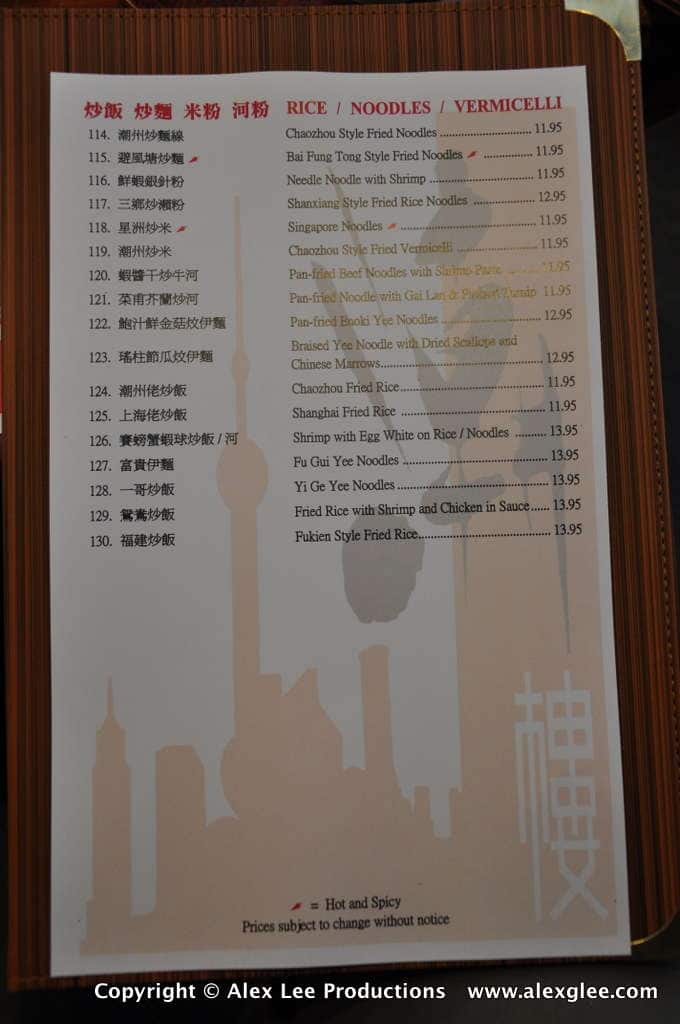 炒飯 炒麵 米粉 河粉 RICE / NOODLES / VERMICELLI
114. 潮州炒麵線 Chaozhou Style Fried Noodles ................................ 11.95
115. 避風塘炒麵 Bai Fung Tong Style Fried Noodles ................ 11.95
116. 鮮蝦銀針粉 Needle Noodle with Shrimp .................................... 11.95
117. 三鄉炒瀨粉 Shanxiang Style Fried Rice Noodles ...................... 12.95
118. 星洲炒米 Singapore Noodles ............................................ 11.95
119. 潮州炒米 Chaozhou Style Fried Vermicelli ............................. 11.95
120. 蝦醬干炒牛河 Pan-fried Beef Noodles with Shrimp Paste ........... 11.95
121. 菜甫芥蘭炒河 Pan-fried Noodle with Gai Lan & Turnip 11.95
122. 鮑汁鮮金菇炆伊麵 Pan-fried Enoki Yee Noodles .................................. 12.95
Braised Yee Noodle with Dried Scallops and
123. 瑤柱節瓜炆伊麵 Chinese Marrows......................................................... 12.95
124. 潮州佬炒飯 Chaozhou Fried Rice.................................................. 11.95
125. 上海佬炒飯 Shanghai Fried Rice .................................................. 11.95
126. 賽螃蟹蝦球炒飯 / 河 Shrimp with Egg White on Rice / Noodles .......... 13.95
127. 富貴伊麵 Fu Gui Yee Noodles .................................................. 13.95
128. 一哥炒飯 Yi Ge Yee Noodles .................................................... 13.95
129. 鴛鴦炒飯 Fried Rice with Shrimp and Chicken in Sauce...... 13.95
130. 福建炒飯 Fukien Style Fried Rice.............................................. 13.95
樓
= Hot and Spicy
Prices subject to change without notice
Copyright © Alex Lee Productions www.alexglee.com